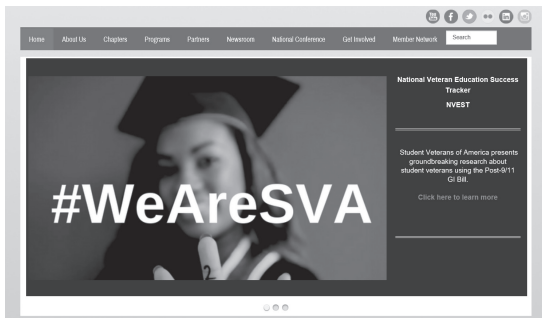 Home About Us Chapters Programs Partners Newsroom National Conference Get Involved Member Network Search
National Veteran Education Success
Tracker
NVEST
Student Veterans of America presents
groundbreaking research about
student veterans using the Post-9/11
GI Bill.
Click here to learn more
#WeAreSVA
2